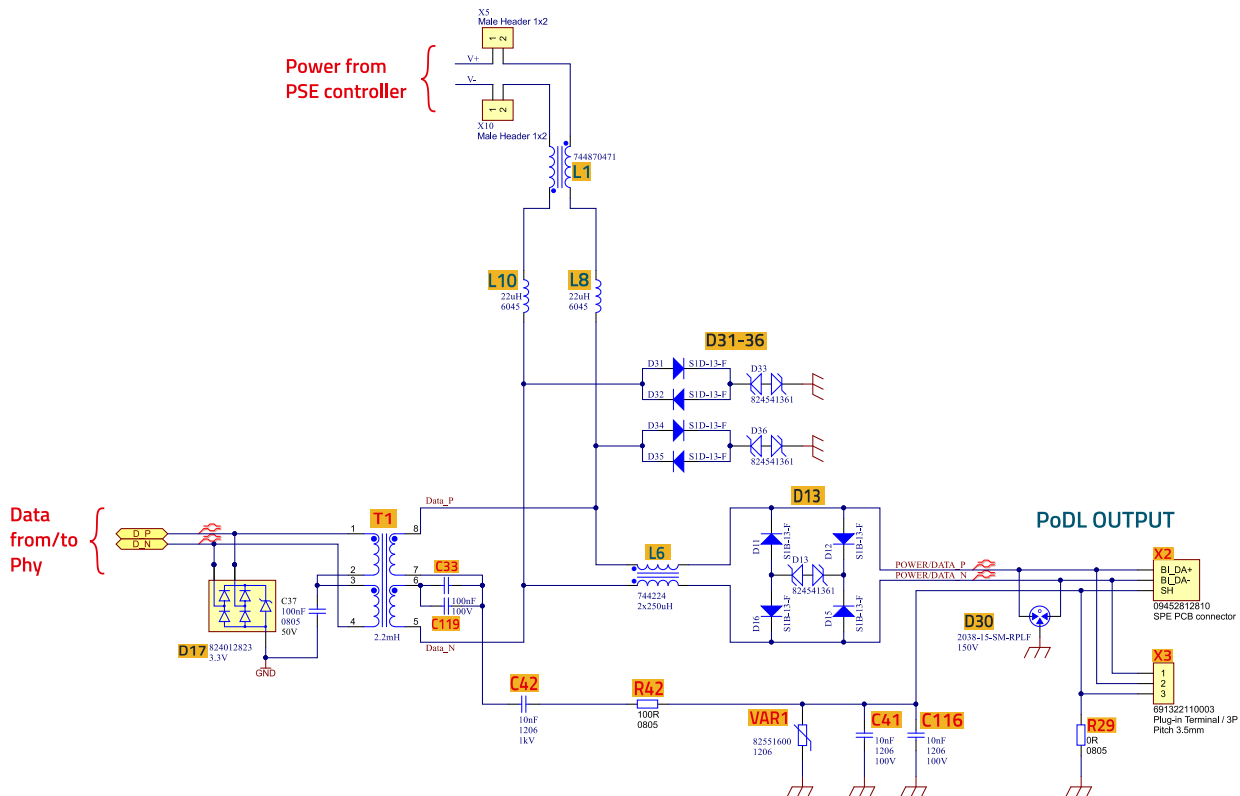 X5
Male Header 1x2
1 2
V+
Power from
PSE controller
V-
1 2
X10
Male Header 1x2
744870471
L1
L10
22uH
6045
L8
22uH
6045
D31-36
D31
S1D-13-F
D33
D32
S1D-13-F
824541361
D34
S1D-13-F
D36
D35
S1D-13-F
824541361
Data
from/to
Phy
D_P
D_N
D17
824012823
3.3V
C37
100nF
0805
50V
GND
T1
1
2
3
4
8
7
6
5
2.2mH
Data_P
Data_N
C33
100nF
100V
C119
L6
744224
2x250uH
D13
D11
S1B-13-F
D12
S1B-13-F
D13
824541361
D16
S1B-13-F
D15
S1B-13-F
PoDL OUTPUT
POWER/DATA_P
POWER/DATA_N
X2
BI_DA+
BI_DA-
SH
09452812810
SPE PCB connector
D30
2038-15-SM-RPLF
150V
X3
1
2
3
691322110003
Plug-in Terminal / 3P
Pitch 3.5mm
C42
10nF
1206
1kV
R42
100R
0805
VAR1
82551600
1206
C41
10nF
1206
100V
C116
10nF
1206
100V
R29
0R
0805